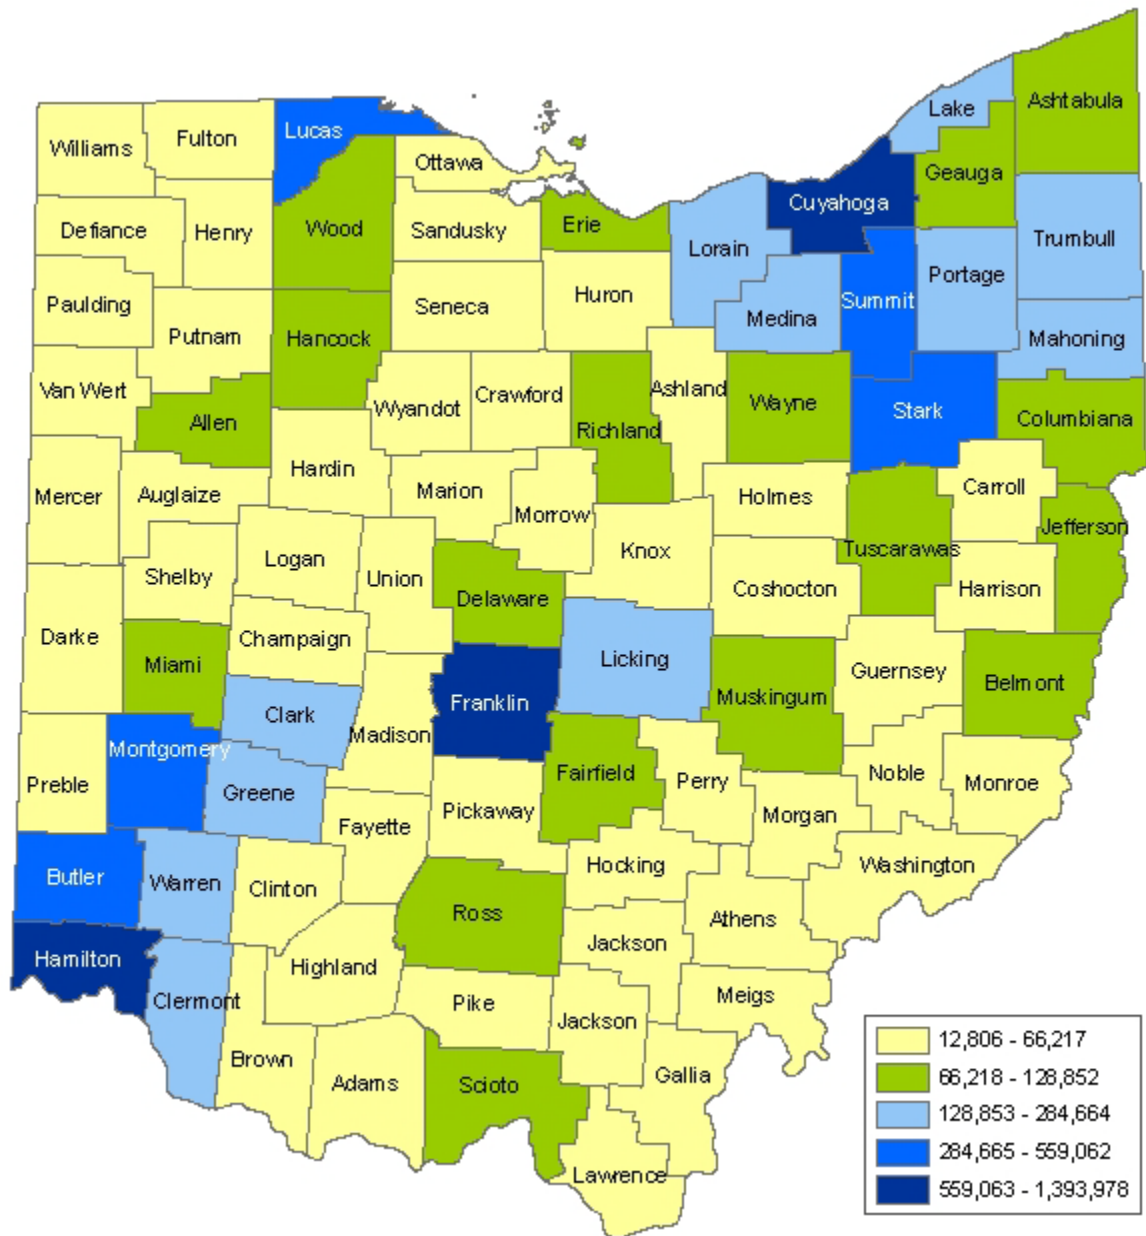 Ashtabula
Lake
Lucas
Fulton
Williams
Ottawa
Geauga
Cuyahoga
Erie
Wood
Sandusky
Henry
Defiance
Trumbull
Lorain
Portage
Summit
Huron
Seneca
Paulding
Medina
Mahoning
Putnam
Hancock
Van Wert
Ashland
Crawford
Wyandot
Wayne
Stark
Columbiana
Allen
Richland
Hardin
Marion
Mercer
Auglaize
Holmes
Carroll
Morrow
Jefferson
Knox
Tuscarawas
Logan
Union
Shelby
Coshocton
Harrison
Delaware
Darke
Champaign
Licking
Miami
Guernsey
Belmont
Muskingum
Franklin
Clark
Madison
Montgomery
Fairfield
Perry
Noble
Monroe
Preble
Greene
Pickaway
Morgan
Fayette
Hocking
Washington
Butler
Warren
Clinton
Ross
Athens
Jackson
Hamilton
Highland
Meigs
Clermont
Pike
Jackson
Brown
Adams
Scioto
Gallia
Lawrence
12,806 - 66,217
66,218 - 128,852
128,853 - 284,664
284,665 - 559,062
559,063 - 1,393,978